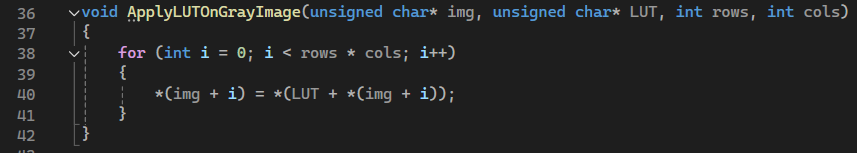 36 void ApplyLUTOnGrayImage(unsigned char* img, unsigned char* LUT, int rows, int cols)
37 {
38 for (int i = 0; i < rows * cols; i++)
39 {
40 *(img + i) = *(LUT + *(img + i));
41 }
42 }